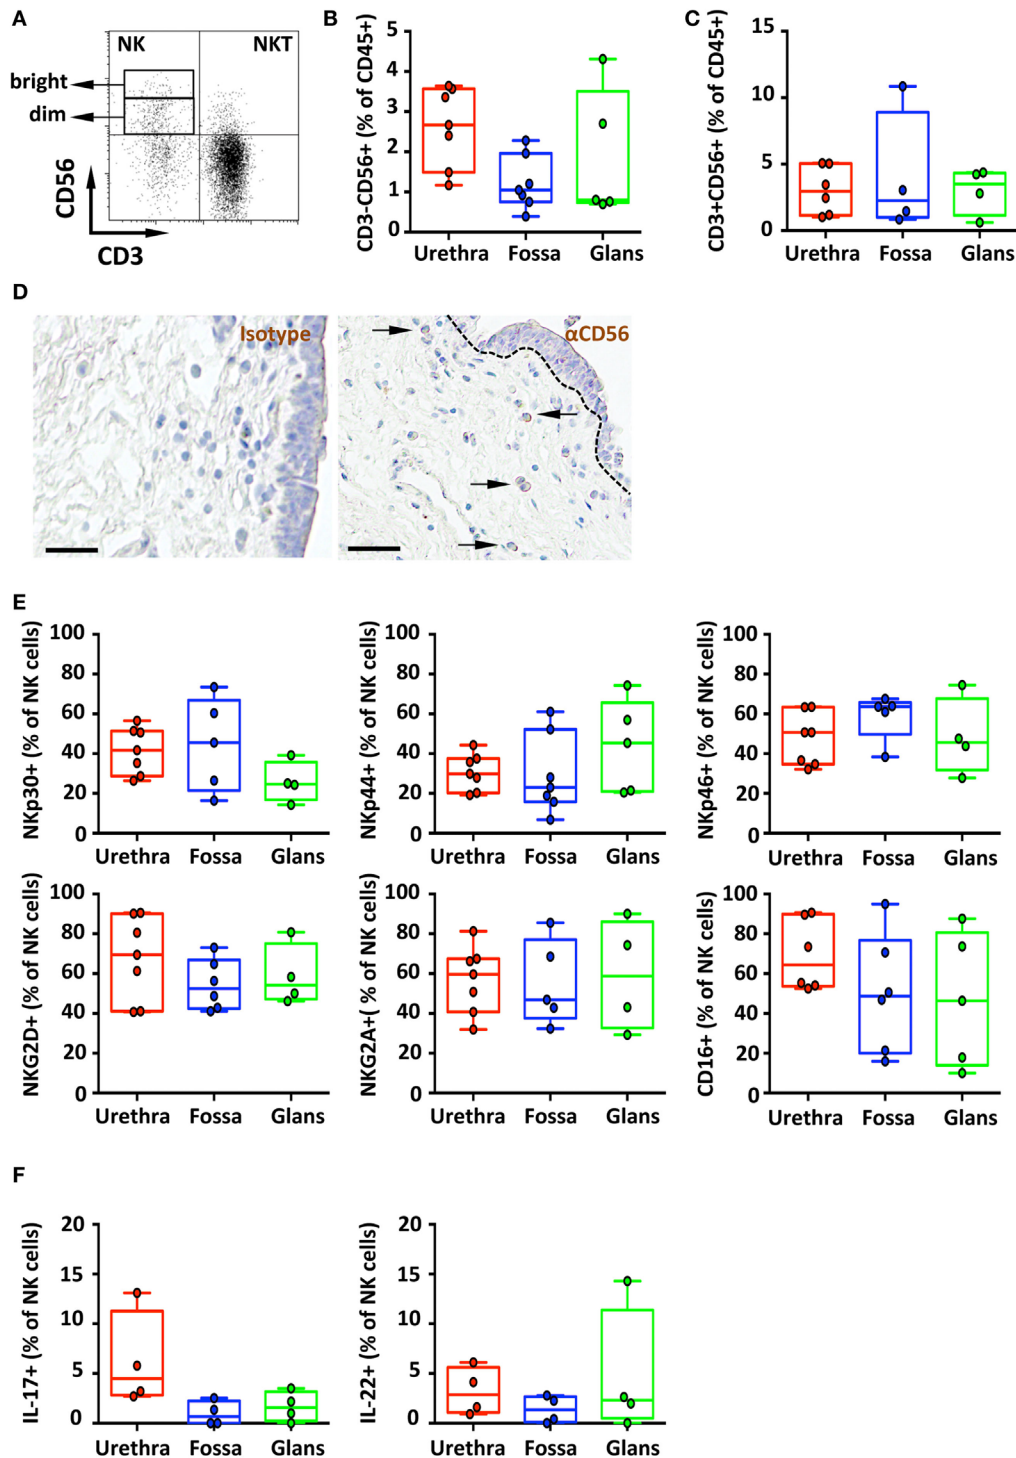 A
NK
NKT
bright
dim
CD56
CD3
B
CD3-CD56+ (% of CD45+)
5
4
3
2
1
0
Urethra
Fossa
Glans
C
CD3+CD56+ (% of CD45+)
15
10
5
0
Urethra
Fossa
Glans
D
Isotype
αCD56
E
NKp30+ (% of NK cells)
100
80
60
40
20
0
Urethra
Fossa
Glans
NKp44+ (% of NK cells)
100
80
60
40
20
0
Urethra
Fossa
Glans
NKp46+ (% of NK cells)
100
80
60
40
20
0
Urethra
Fossa
Glans
NKG2D+ (% of NK cells)
100
80
60
40
20
0
Urethra
Fossa
Glans
NKG2A+( % of NK cells)
100
80
60
40
20
0
Urethra
Fossa
Glans
CD16+ (% of NK cells)
100
80
60
40
20
0
Urethra
Fossa
Glans
F
IL-17+ (% of NK cells)
20
15
10
5
0
Urethra
Fossa
Glans
IL-22+ (% of NK cells)
20
15
10
5
0
Urethra
Fossa
Glans